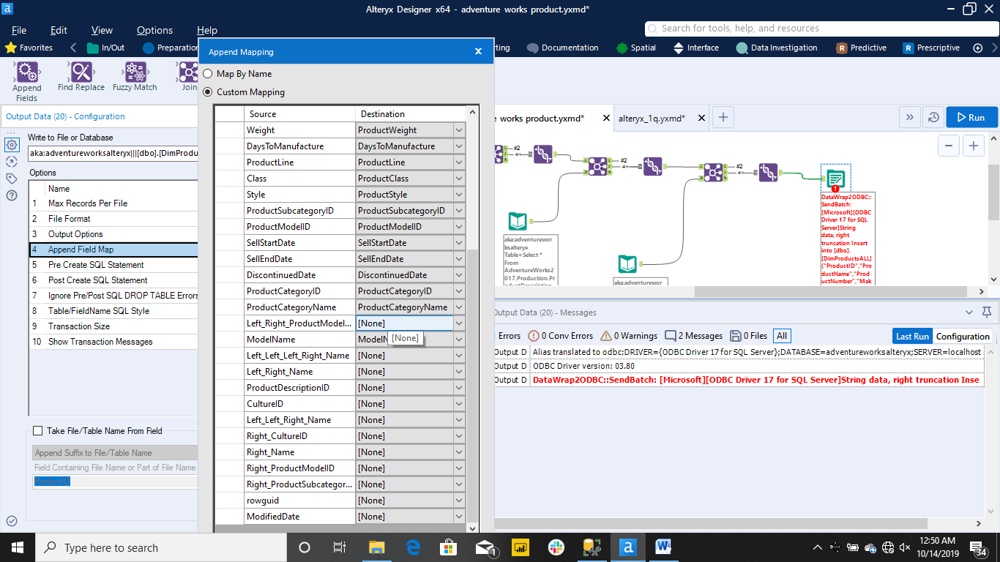 Alteryx Designer x64 - adventure works product.yxmd*
File Edit View Options Help
Search for tools, help, and resources
Favorites In/Out Preparation Documentation Spatial Interface Data Investigation Predictive Prescriptive
Append Fields
Find Replace
Fuzzy Match
Join
Output Data (20) - Configuration
Write to File or Database
aka:adventureworksalteryx|||[dbo].[DimProdu
Options
Name
1 Max Records Per File
2 File Format
3 Output Options
4 Append Field Map
5 Pre Create SQL Statement
6 Post Create SQL Statement
7 Ignore Pre/Post SQL DROP TABLE Errors
8 Table/FieldName SQL Style
9 Transaction Size
10 Show Transaction Messages
Take File/Table Name From Field
Append Suffix to File/Table Name
Field Containing File Name or Part of File Name
ProductID
Append Mapping
Map By Name
Custom Mapping
Source Destination
Weight ProductWeight
DaysToManufacture DaysToManufacture
ProductLine ProductLine
Class ProductClass
Style ProductStyle
ProductSubcategoryID ProductSubcategoryID
ProductModelID ProductModelID
SellStartDate SellStartDate
SellEndDate SellEndDate
DiscontinuedDate DiscontinuedDate
ProductCategoryID ProductCategoryID
ProductCategoryName ProductCategoryName
Left_Right_ProductModel... [None]
ModelName ModelN
[None]
Left_Left_Left_Right_Name [None]
Left_Right_Name [None]
ProductDescriptionID [None]
CultureID [None]
Left_Left_Right_Name [None]
Right_CultureID [None]
Right_Name [None]
Right_ProductModelID [None]
Right_ProductSubcategor... [None]
rowguid [None]
ModifiedDate [None]
e works product.yxmd*
alteryx_1q.yxmd*
Run
#2
#2
#2
aka:adventurewor
ksalteryx
Table=Select *
From
AdventureWorks2
017.Production.Pr
aka:adventurewor
DataWrap2ODBC::
SendBatch:
[Microsoft][ODBC
Driver 17 for SQL
Server]String
data, right
truncation Insert
into [dbo].
[DimProductsALL]
("ProductID","Pro
ductName","Prod
uctNumber","Mak
Output Data (20) - Messages
Errors 0 Conv Errors 0 Warnings 2 Messages 0 Files All Last Run Configuration
Output D Alias translated to odbc:DRIVER={ODBC Driver 17 for SQL Server};DATABASE=adventureworksalteryx;SERVER=localhost
Output D ODBC Driver version: 03.80
Output D DataWrap2ODBC::SendBatch: [Microsoft][ODBC Driver 17 for SQL Server]String data, right truncation Inse
Type here to search
1
12:50 AM
10/14/2019
34